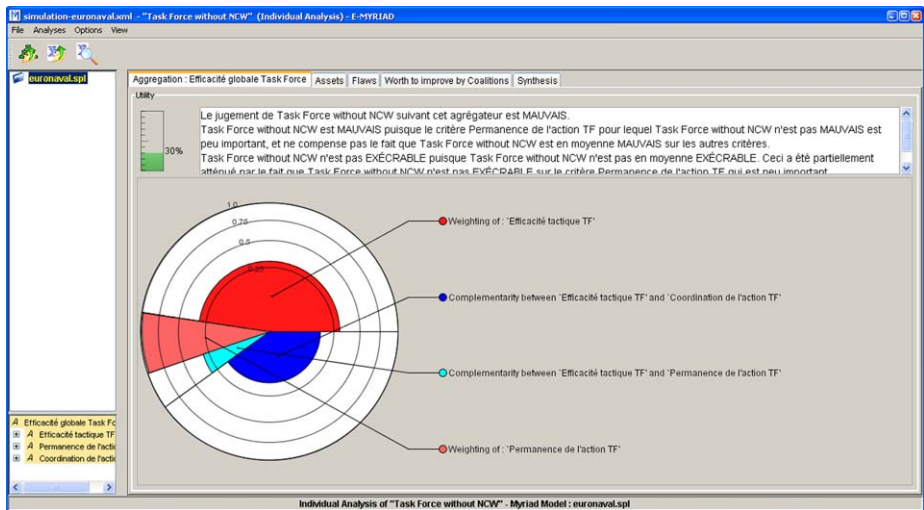 simulation-euronaval.xml - "Task Force without NCW" (Individual Analysis) - E-MYRIAD
File Analyses Options View
euronaval.spl
Aggregation : Efficacité globale Task Force Assets Flaws Worth to improve by Coalitions Synthesis
Utility
30%
Le jugement de Task Force without NCW suivant cet agrégateur est MAUVAIS.
Task Force without NCW est MAUVAIS puisque le critère Permanence de l'action TF pour lequel Task Force without NCW n'est pas MAUVAIS est
peu important, et ne compense pas le fait que Task Force without NCW est en moyenne MAUVAIS sur les autres critères.
Task Force without NCW n'est pas EXÉCRABLE puisque Task Force without NCW n'est pas en moyenne EXÉCRABLE. Ceci a été partiellement
atténué par le fait que Task Force without NCW n'est pas EXÉCRABLE sur le critère Permanence de l'action TF qui est peu important.
1.0
0.75
0.5
0.25
Weighting of : 'Efficacité tactique TF'
Complementarity between 'Efficacité tactique TF' and 'Coordination de l'action TF'
Complementarity between 'Efficacité tactique TF' and 'Permanence de l'action TF'
Weighting of : 'Permanence de l'action TF'
A Efficacité globale Task Fc
A Efficacité tactique TF
A Permanence de l'actic
A Coordination de l'actic
Individual Analysis of "Task Force without NCW" - Myriad Model : euronaval.spl